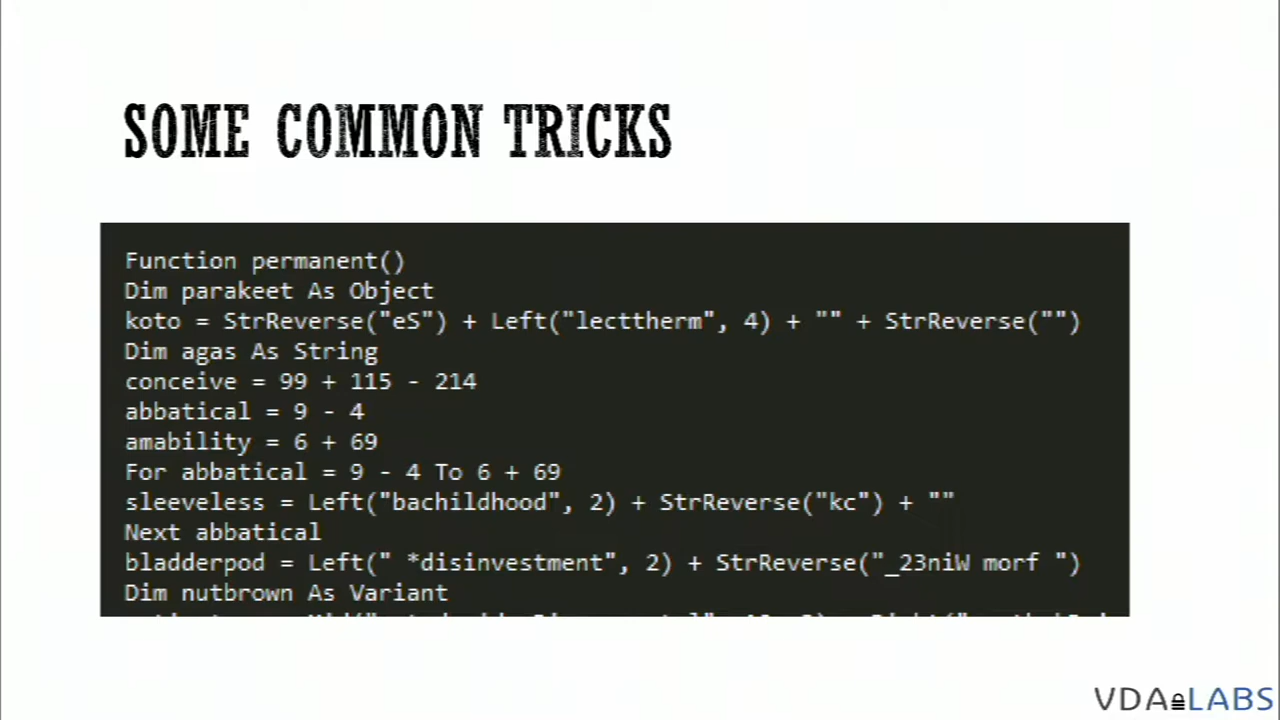 SOME COMMON TRICKS
Function permanent()
Dim parakeet As Object
koto = StrReverse("eS") + Left("lecttherm", 4) + "" + StrReverse("")
Dim agas As String
conceive = 99 + 115 - 214
abbatical = 9 - 4
amability = 6 + 69
For abbatical = 9 - 4 To 6 + 69
sleeveless = Left("bachildhood", 2) + StrReverse("kc") + ""
Next abbatical
bladderpod = Left(" *disinvestment", 2) + StrReverse("_23niW morf ")
Dim nutbrown As Variant
VDA LABS